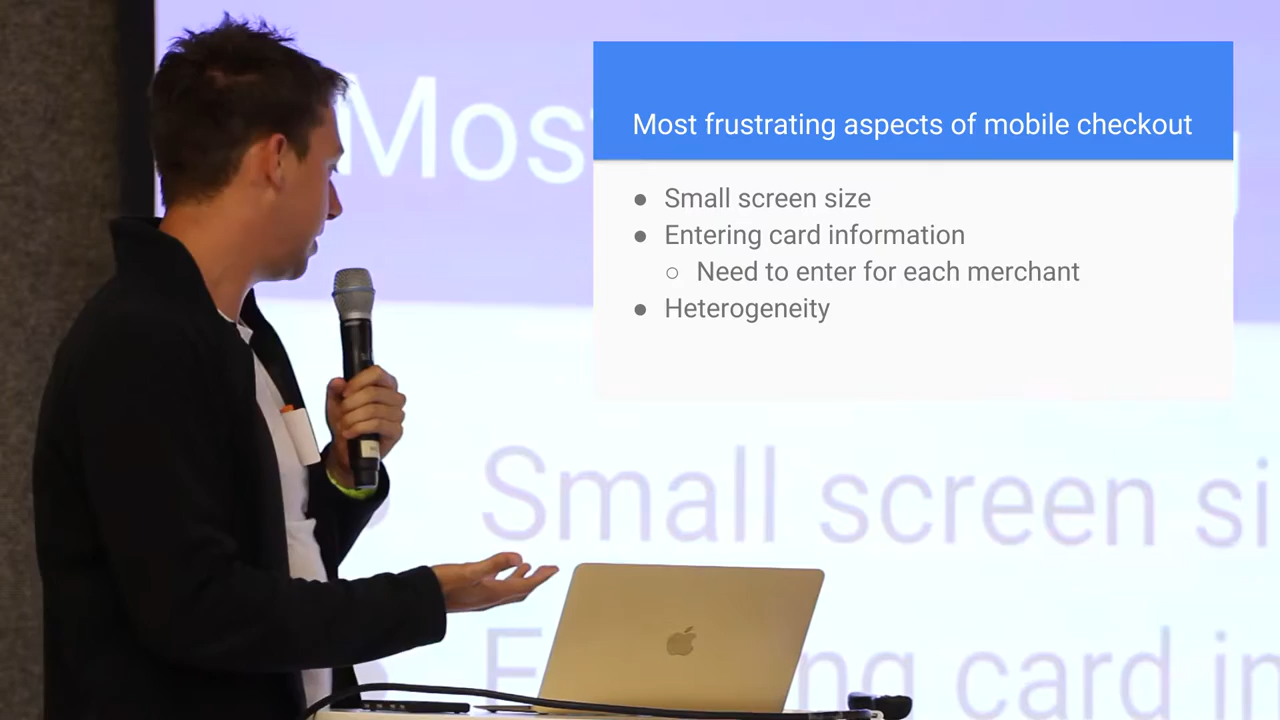 Mos
Most frustrating aspects of mobile checkout
● Small screen size
● Entering card information
○ Need to enter for each merchant
● Heterogeneity
Small screen si
E ng card in